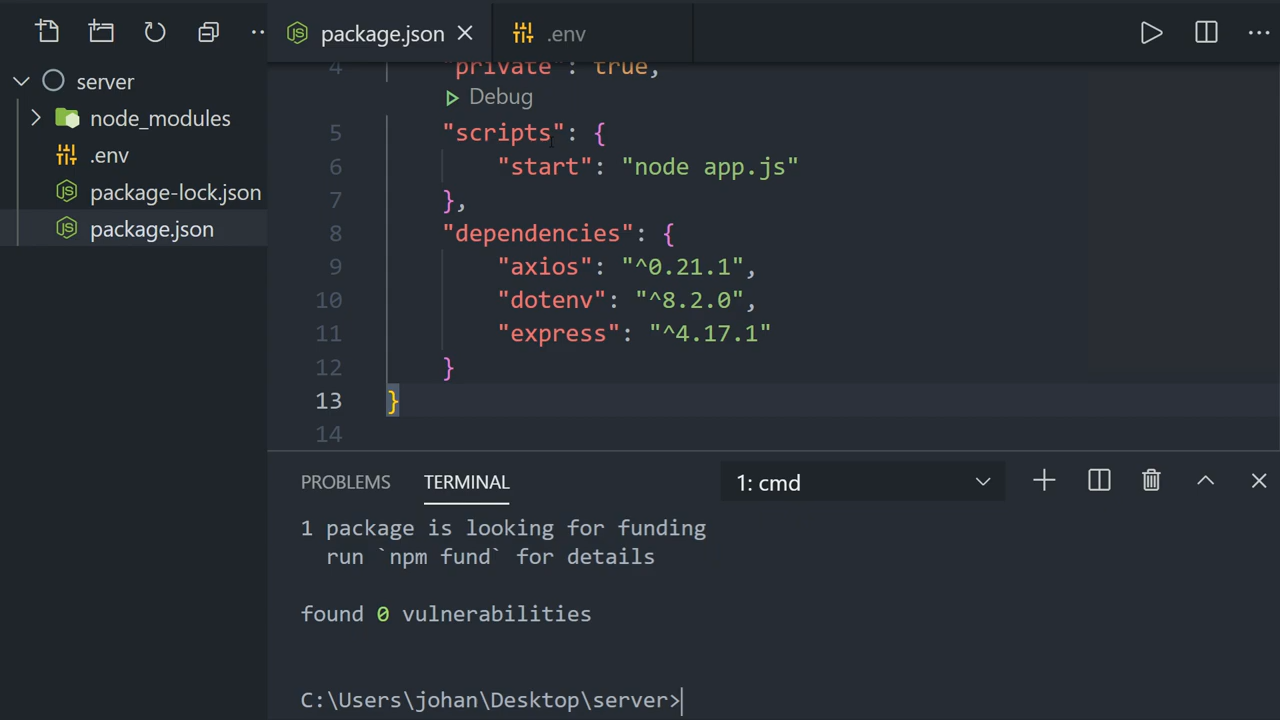 package.json
.env
server
node_modules
.env
package-lock.json
package.json
4 "private": true,
Debug
5 "scripts": {
6 "start": "node app.js"
7 },
8 "dependencies": {
9 "axios": "^0.21.1",
10 "dotenv": "^8.2.0",
11 "express": "^4.17.1"
12 }
13 }
14
PROBLEMS TERMINAL 1: cmd
1 package is looking for funding
run `npm fund` for details
found 0 vulnerabilities
C:\Users\johan\Desktop\server>